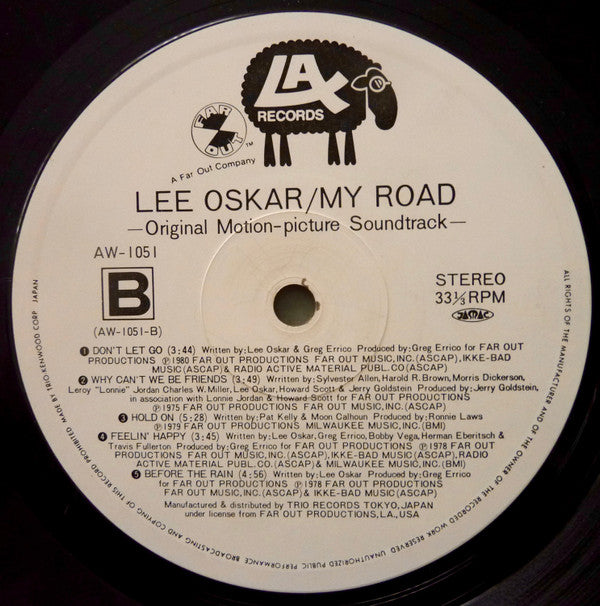 LAX
RECORDS
FAR
OUT
TM
A Far Out Company
LEE OSKAR/MY ROAD
—Original Motion-picture Soundtrack—
AW-1051
B
STEREO
33⅓ RPM
(AW-1051-B)
JASRAC
❶ DON'T LET GO (3:44) Written by:Lee Oskar & Greg Errico Produced by:Greg Errico for FAR OUT
PRODUCTIONS ℗1980 FAR OUT PRODUCTIONS FAR OUT MUSIC,INC.(ASCAP),IKKE-BAD
MUSIC(ASCAP)& RADIO ACTIVE MATERIAL PUBL.CO(ASCAP)
❷ WHY CAN'T WE BE FRIENDS (3:49) Written by:Sylvester Allen, Harold R.Brown, Morris Dickerson,
Leroy "Lonnie" Jordan Charles W.Miller, Lee Oskar, Howard Scott & Jerry Goldstein Produced by:Jerry Goldstein,
in association with Lonnie Jordan & Howard Scott for FAR OUT PRODUCTIONS
℗1975 FAR OUT PRODUCTIONS FAR OUT MUSIC,INC.(ASCAP)
❸ HOLD ON (5:28) Written by:Pat Kelly & Moon Calhoun Produced by:Ronnie Laws
℗1979 FAR OUT PRODUCTIONS MILWAUKEE MUSIC,INC.(BMI)
❹ FEELIN' HAPPY (3:45) Written by:Lee Oskar, Greg Errico,Bobby Vega, Herman Eberitsch &
Travis Fullerton Produced by:Greg Errico for FAR OUT PRODUCTIONS ℗1978 FAR OUT
PRODUCTIONS FAR OUT MUSIC,INC.(ASCAP),IKKE-BAD MUSIC(ASCAP),RADIO
ACTIVE MATERIAL PUBL. CO(ASCAP)& MILWAUKEE MUSIC,INC.(BMI)
❺ BEFORE THE RAIN (4:56) Written by:Lee Oskar Produced by:Greg Errico
for FAR OUT PRODUCTIONS ℗1978 FAR OUT PRODUCTIONS
FAR OUT MUSIC,INC.(ASCAP)& IKKE-BAD MUSIC(ASCAP)
Manufactured & distributed by TRIO RECORDS TOKYO,JAPAN
under license from FAR OUT PRODUCTIONS,LA.,USA
ALL RIGHTS OF THE MANUFACTURER AND OF THE OWNER OF THE RECORDED WORK RESERVED. UNAUTHORIZED PUBLIC PERFORMANCE BROADCASTING AND COPYING OF THIS RECORD PROHIBITED MADE BY TRIO-KENWOOD CORP. JAPAN